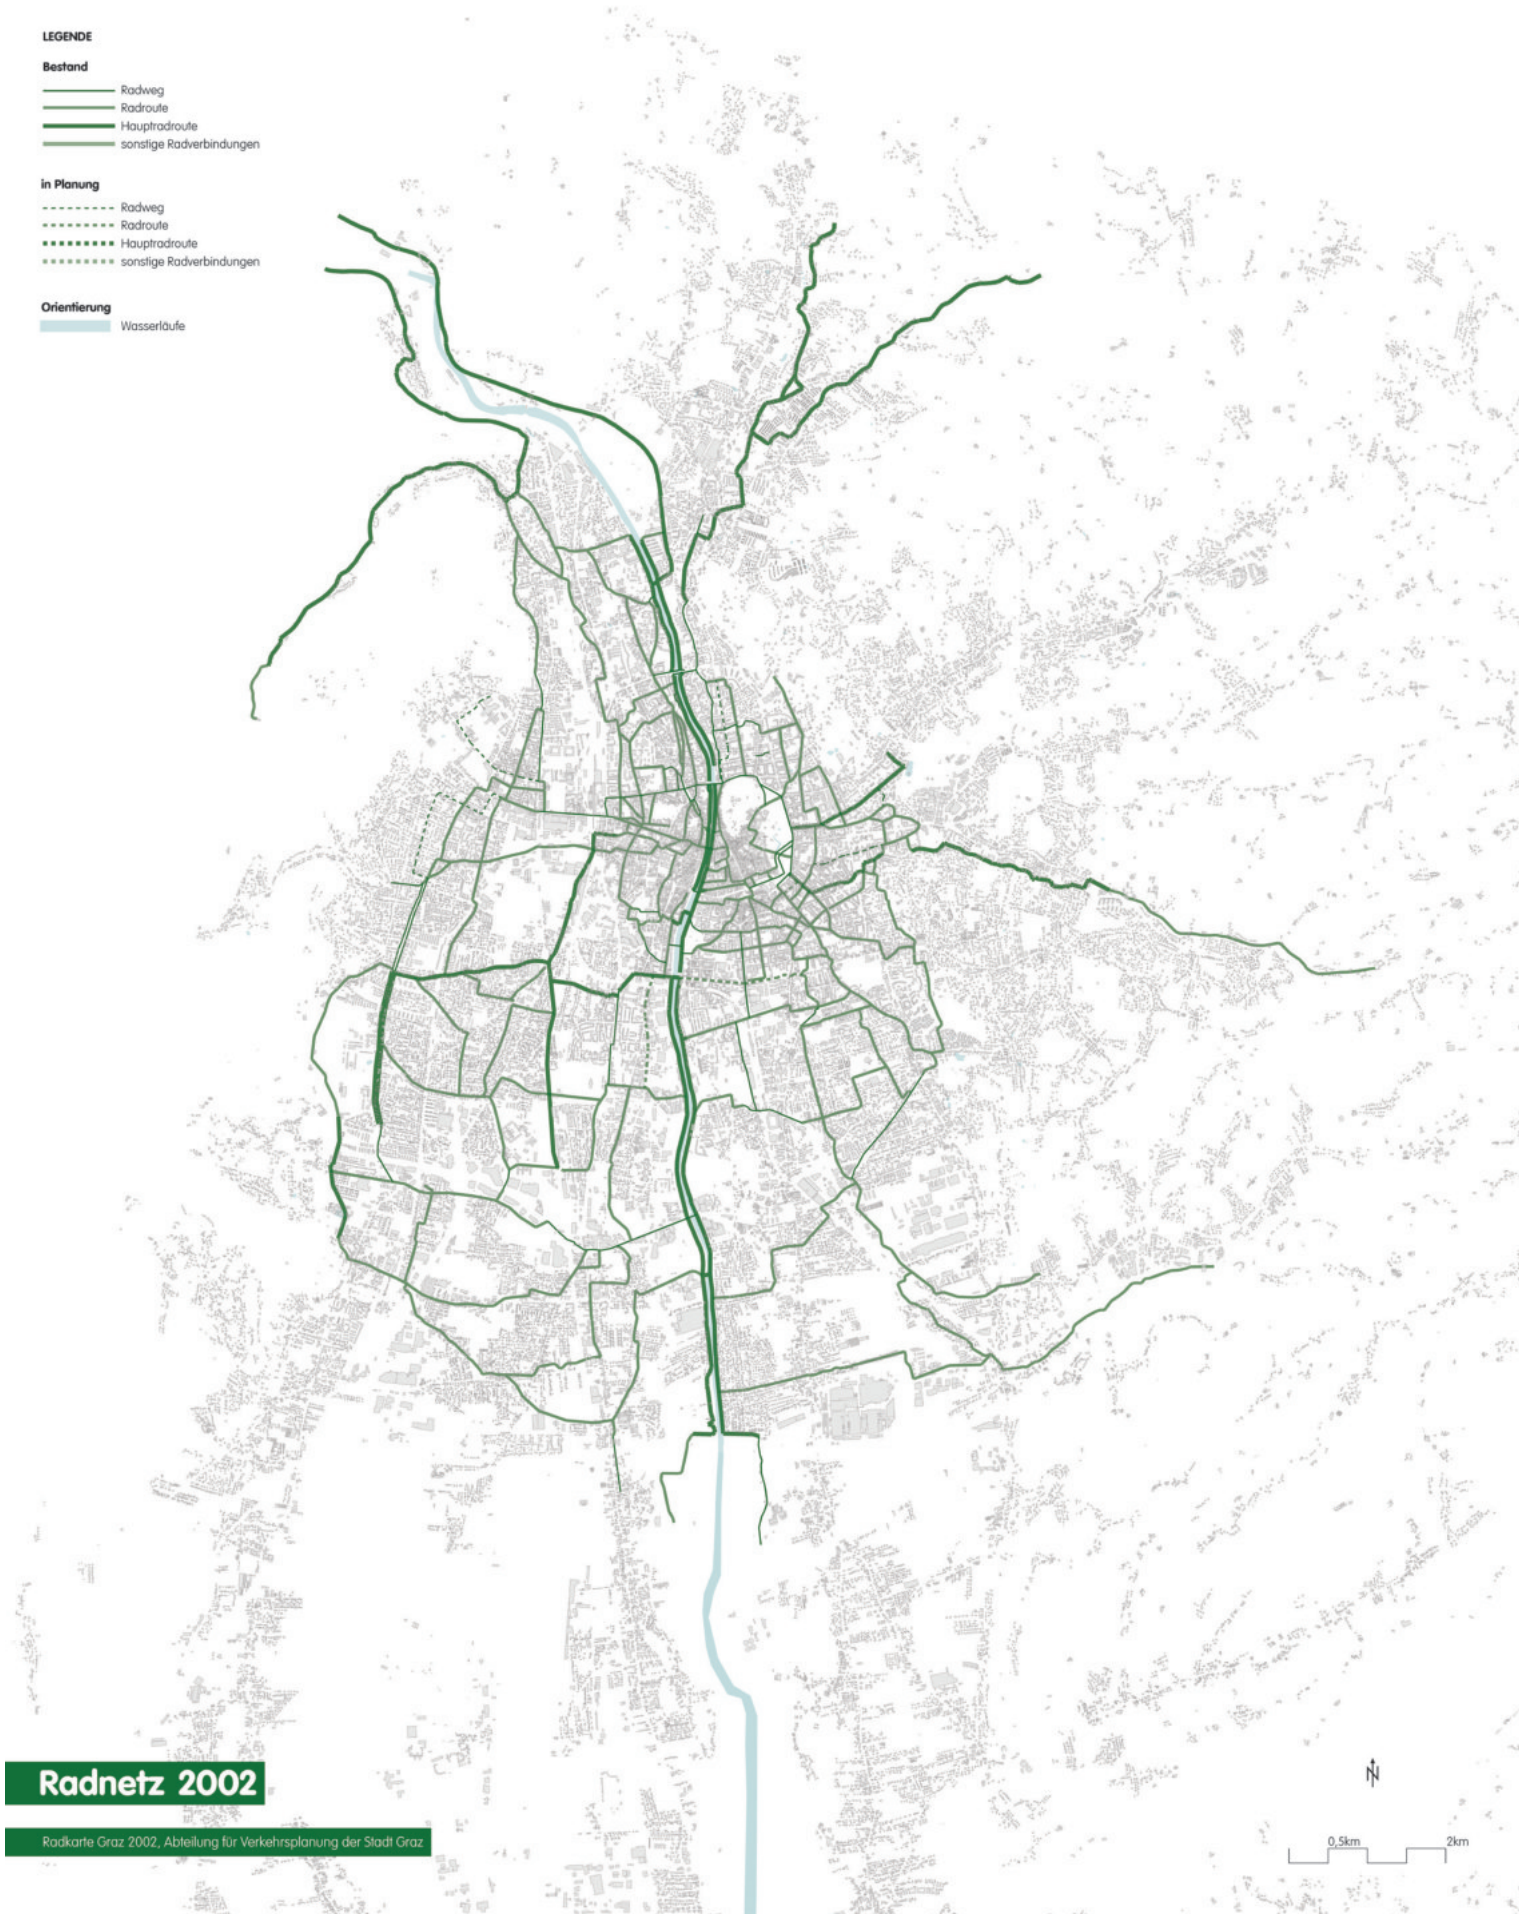 LEGENDE
Bestand
Radweg
Radroute
Hauptradroute
sonstige Radverbindungen
in Planung
Radweg
Radroute
Hauptradroute
sonstige Radverbindungen
Orientierung
Wasserläufe
Radnetz 2002
Radkarte Graz 2002, Abteilung für Verkehrsplanung der Stadt Graz
N
0,5km 2km